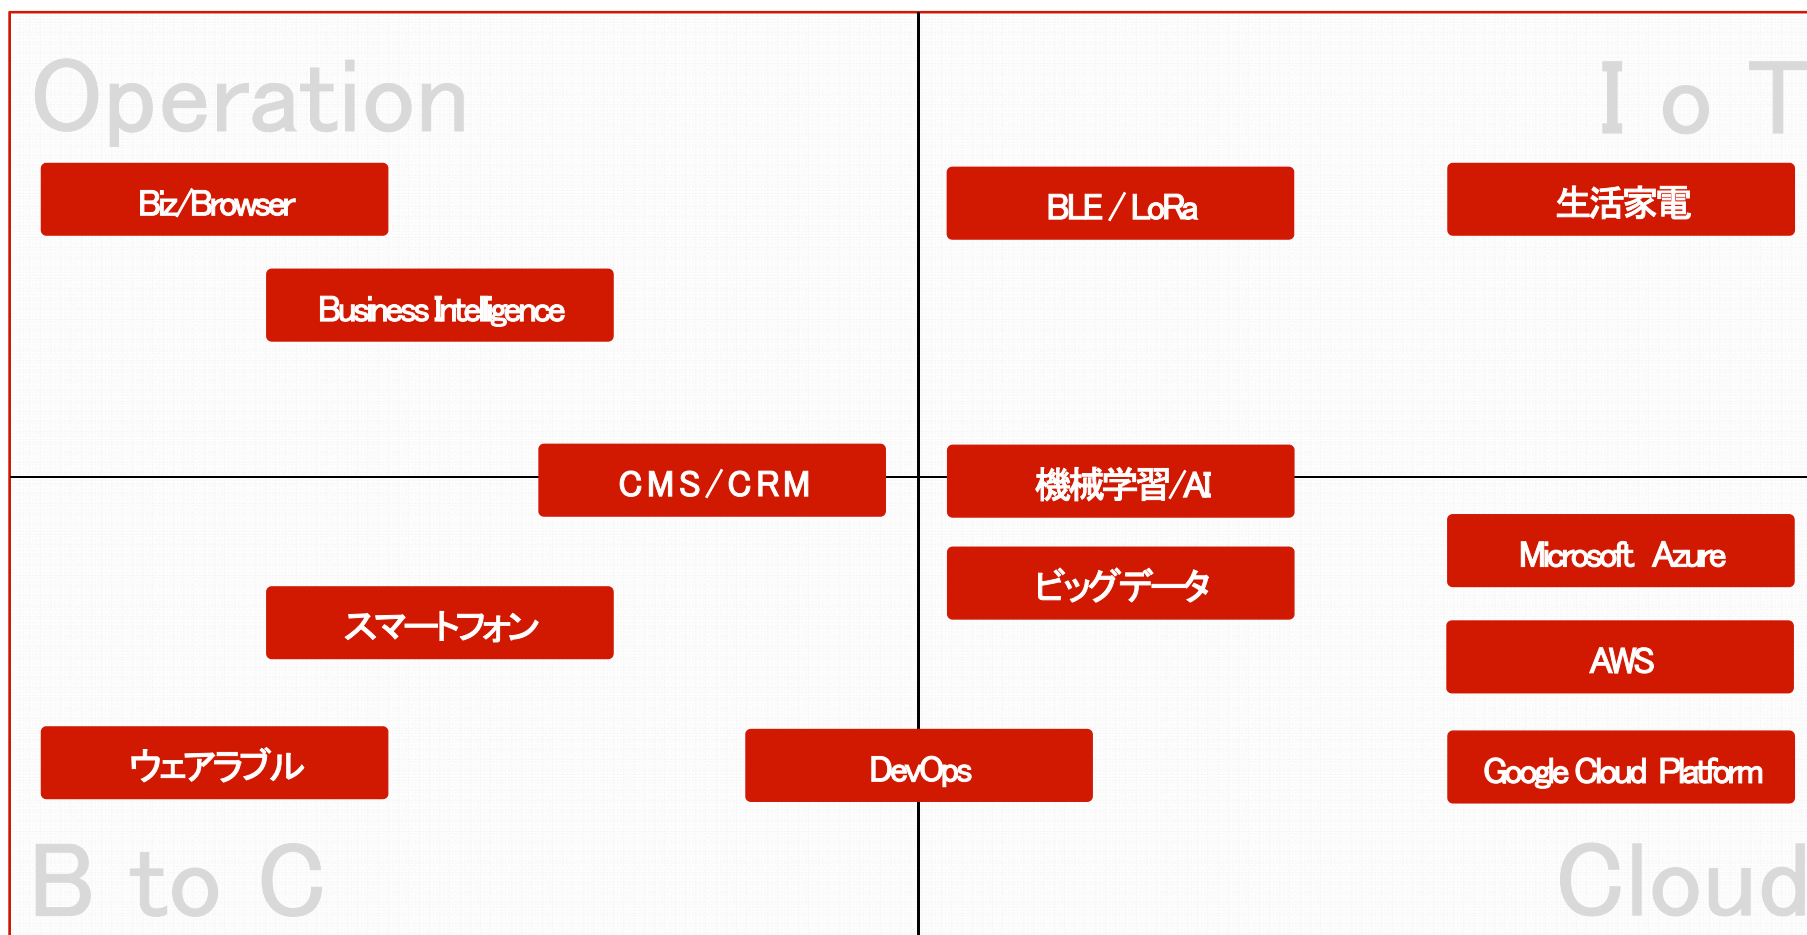 Operation
I o T
Biz/Browser
BLE / LoRa
生活家電
Business Intelligence
CMS/CRM
機械学習/AI
Microsoft Azure
ビッグデータ
スマートフォン
AWS
ウェアラブル
DevOps
Google Cloud Platform
B to C
Cloud